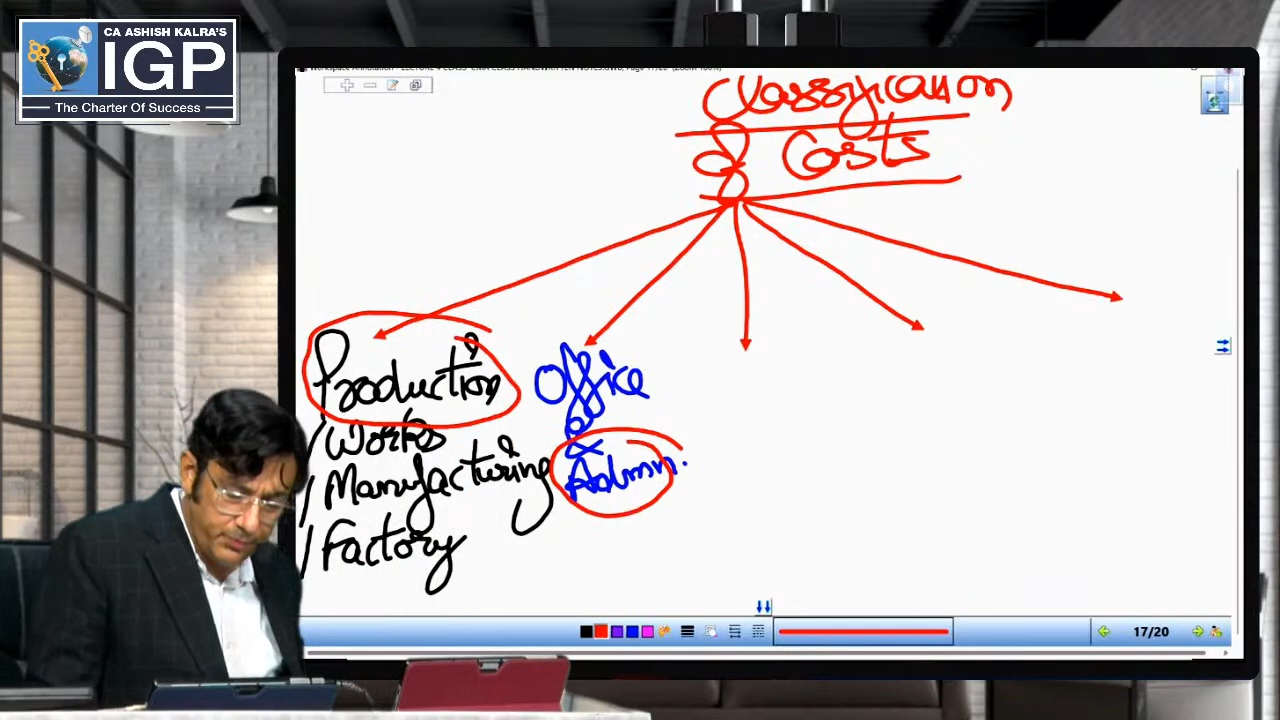 CA ASHISH KALRA'S
IGP
The Charter Of Success
Classification
of Costs
Production
/Works
/Manufacturing
/Factory
Office
&
Admn.
17/20